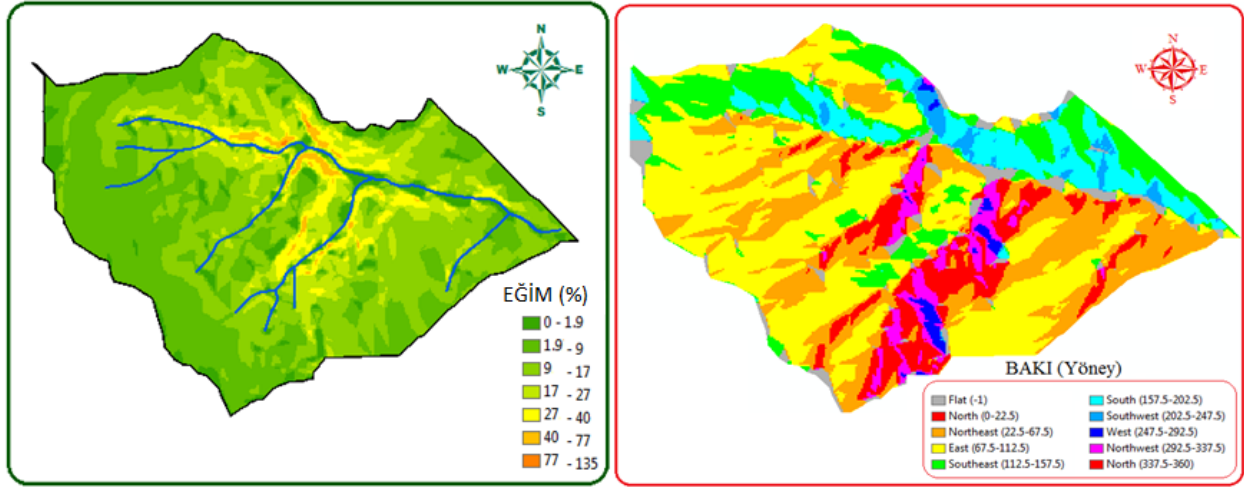 N
W E
S
EĞİM (%)
0 - 1.9
1.9 - 9
9 - 17
17 - 27
27 - 40
40 - 77
77 - 135
N
W E
S
BAKI (Yöney)
Flat (-1)
North (0-22.5)
Northeast (22.5-67.5)
East (67.5-112.5)
Southeast (112.5-157.5)
South (157.5-202.5)
Southwest (202.5-247.5)
West (247.5-292.5)
Northwest (292.5-337.5)
North (337.5-360)